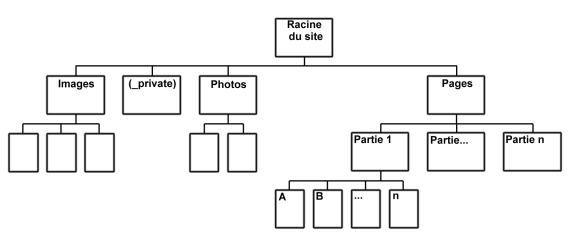 Racine
du site
Images
(_private)
Photos
Pages
Partie 1
Partie...
Partie n
A
B
...
n